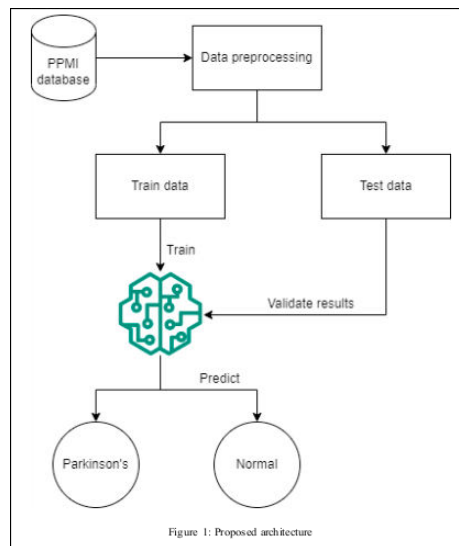 PPMI
database
Data preprocessing
Train data
Test data
Train
Validate results
Predict
Parkinson's
Normal
Figure 1: Proposed architecture